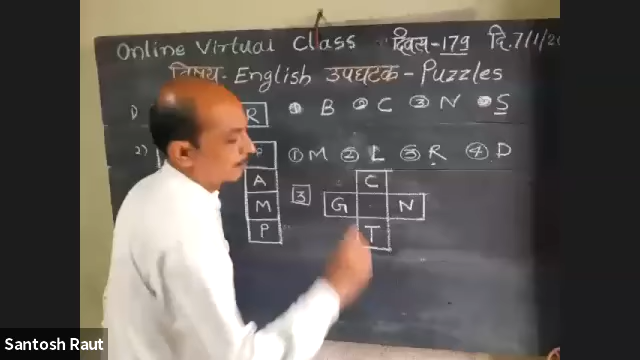 Online Virtual Class दिवस-179 दि.7/1/20
विषय- English उपघटक - Puzzles
R ① B ② C ③ N ④ S
2) ① M ② L ③ R ④ D
A
M
P
3 C
G N
T
Santosh Raut